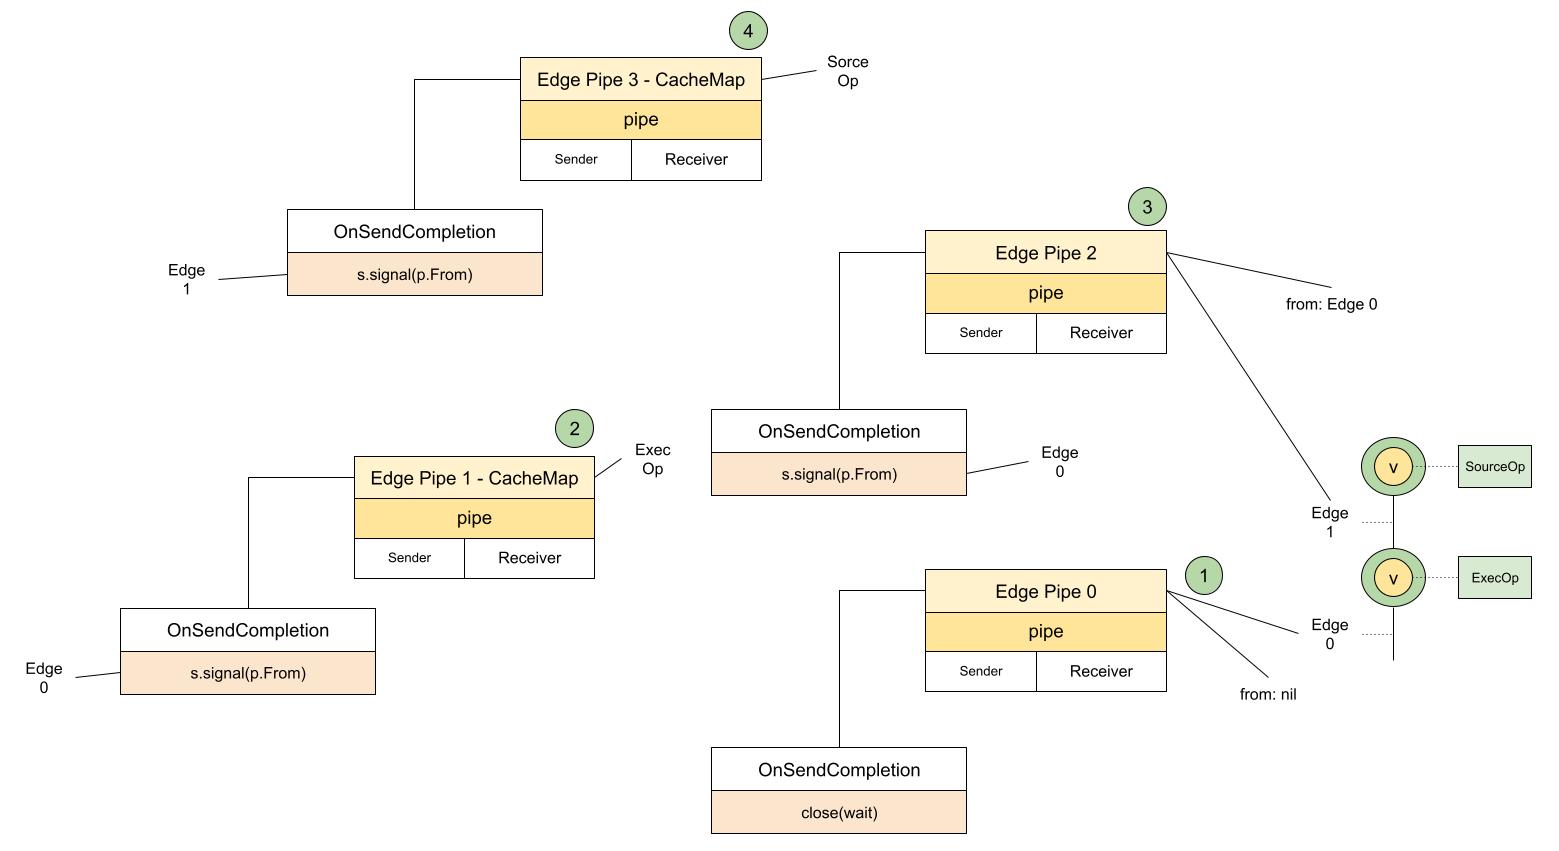 4
Edge Pipe 3 - CacheMap
pipe
Sender
Receiver
Sorce
Op
OnSendCompletion
s.signal(p.From)
Edge
1
3
Edge Pipe 2
pipe
Sender
Receiver
from: Edge 0
OnSendCompletion
s.signal(p.From)
Edge
0
2
Edge Pipe 1 - CacheMap
pipe
Sender
Receiver
Exec
Op
OnSendCompletion
s.signal(p.From)
Edge
0
v
SourceOp
Edge
1
v
ExecOp
Edge
0
1
Edge Pipe 0
pipe
Sender
Receiver
from: nil
OnSendCompletion
close(wait)